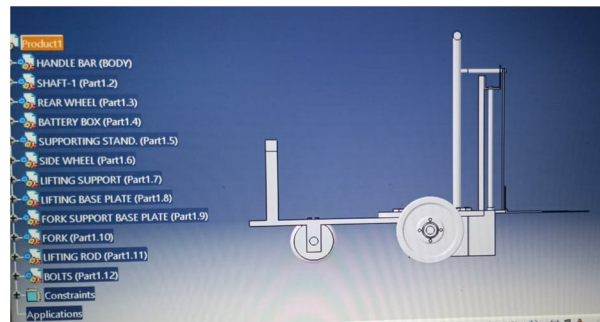 Product1
HANDLE BAR (BODY)
SHAFT-1 (Part1.2)
REAR WHEEL (Part1.3)
BATTERY BOX (Part1.4)
SUPPORTING STAND. (Part1.5)
SIDE WHEEL (Part1.6)
LIFTING SUPPORT (Part1.7)
LIFTING BASE PLATE (Part1.8)
FORK SUPPORT BASE PLATE (Part1.9)
FORK (Part1.10)
LIFTING ROD (Part1.11)
BOLTS (Part1.12)
Constraints
Applications